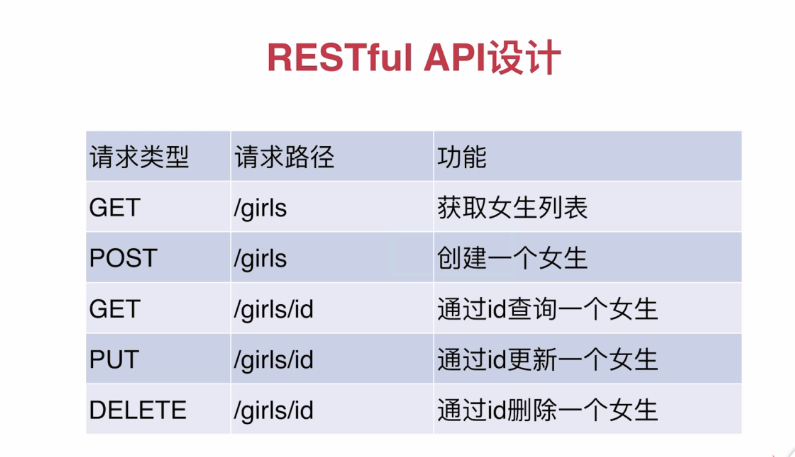 RESTful API设计
请求类型 请求路径 功能
GET /girls 获取女生列表
POST /girls 创建一个女生
GET /girls/id 通过id查询一个女生
PUT /girls/id 通过id更新一个女生
DELETE /girls/id 通过id删除一个女生